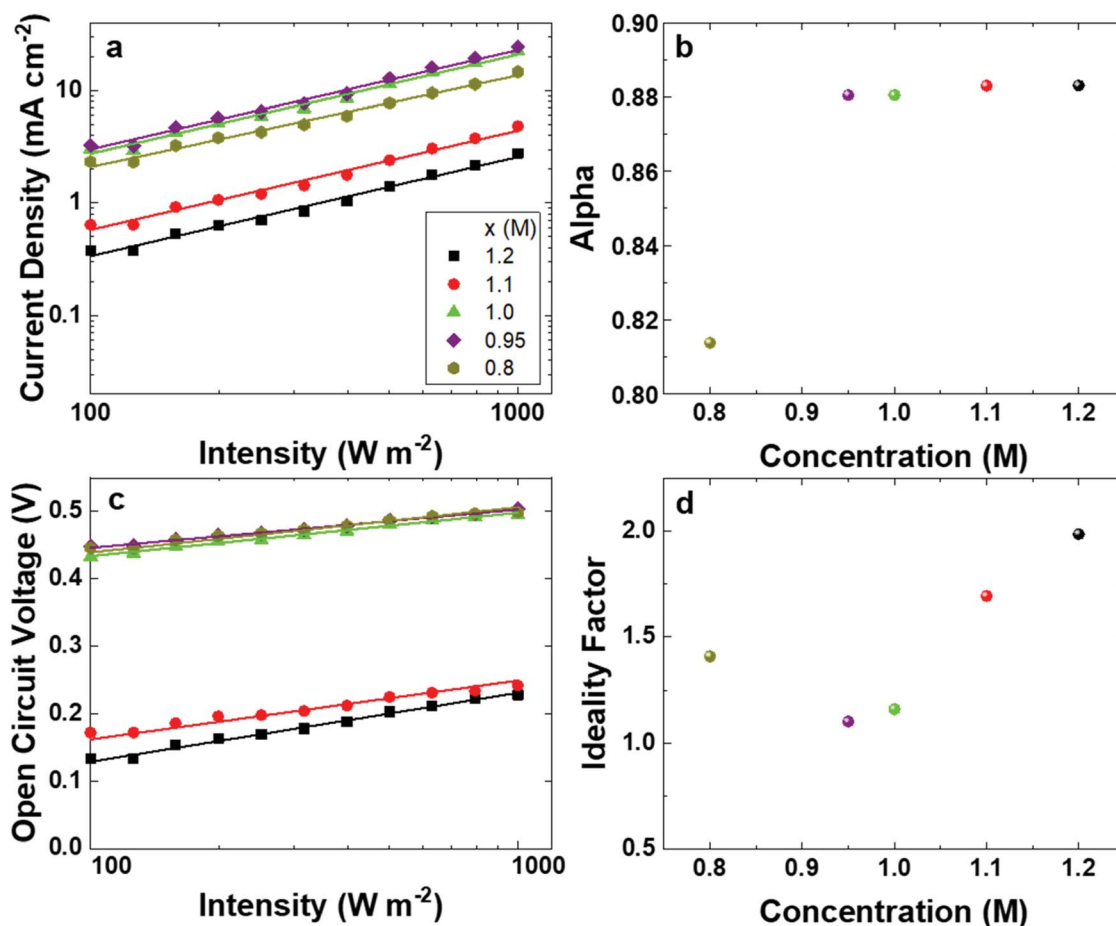 a
Current Density (mA cm-2)
10
1
0.1
100
1000
Intensity (W m-2)
x (M)
1.2
1.1
1.0
0.95
0.8
b
Alpha
0.90
0.88
0.86
0.84
0.82
0.80
0.8
0.9
1.0
1.1
1.2
Concentration (M)
c
Open Circuit Voltage (V)
0.5
0.4
0.3
0.2
0.1
0.0
100
1000
Intensity (W m-2)
d
Ideality Factor
2.0
1.5
1.0
0.5
0.8
0.9
1.0
1.1
1.2
Concentration (M)